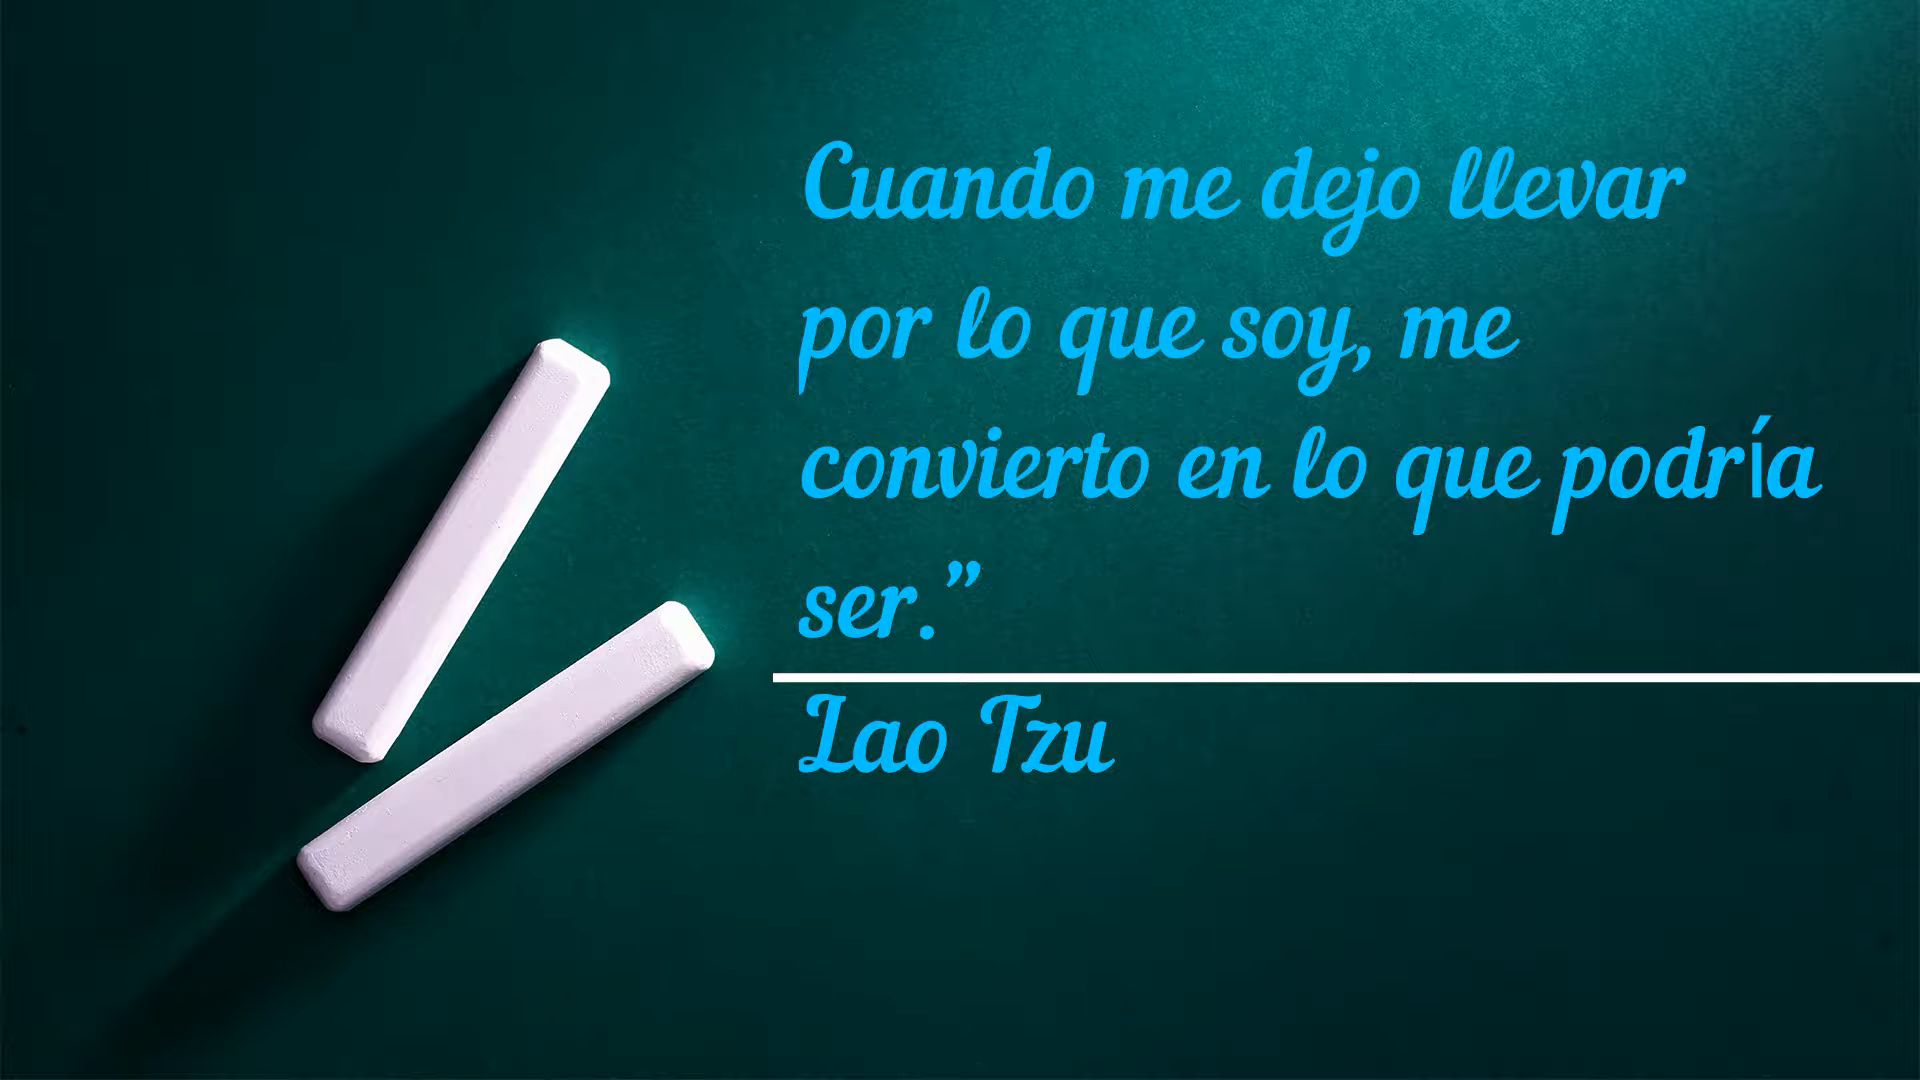 Cuando me dejo llevar
por lo que soy, me
convierto en lo que podría
ser.”
Lao Tzu